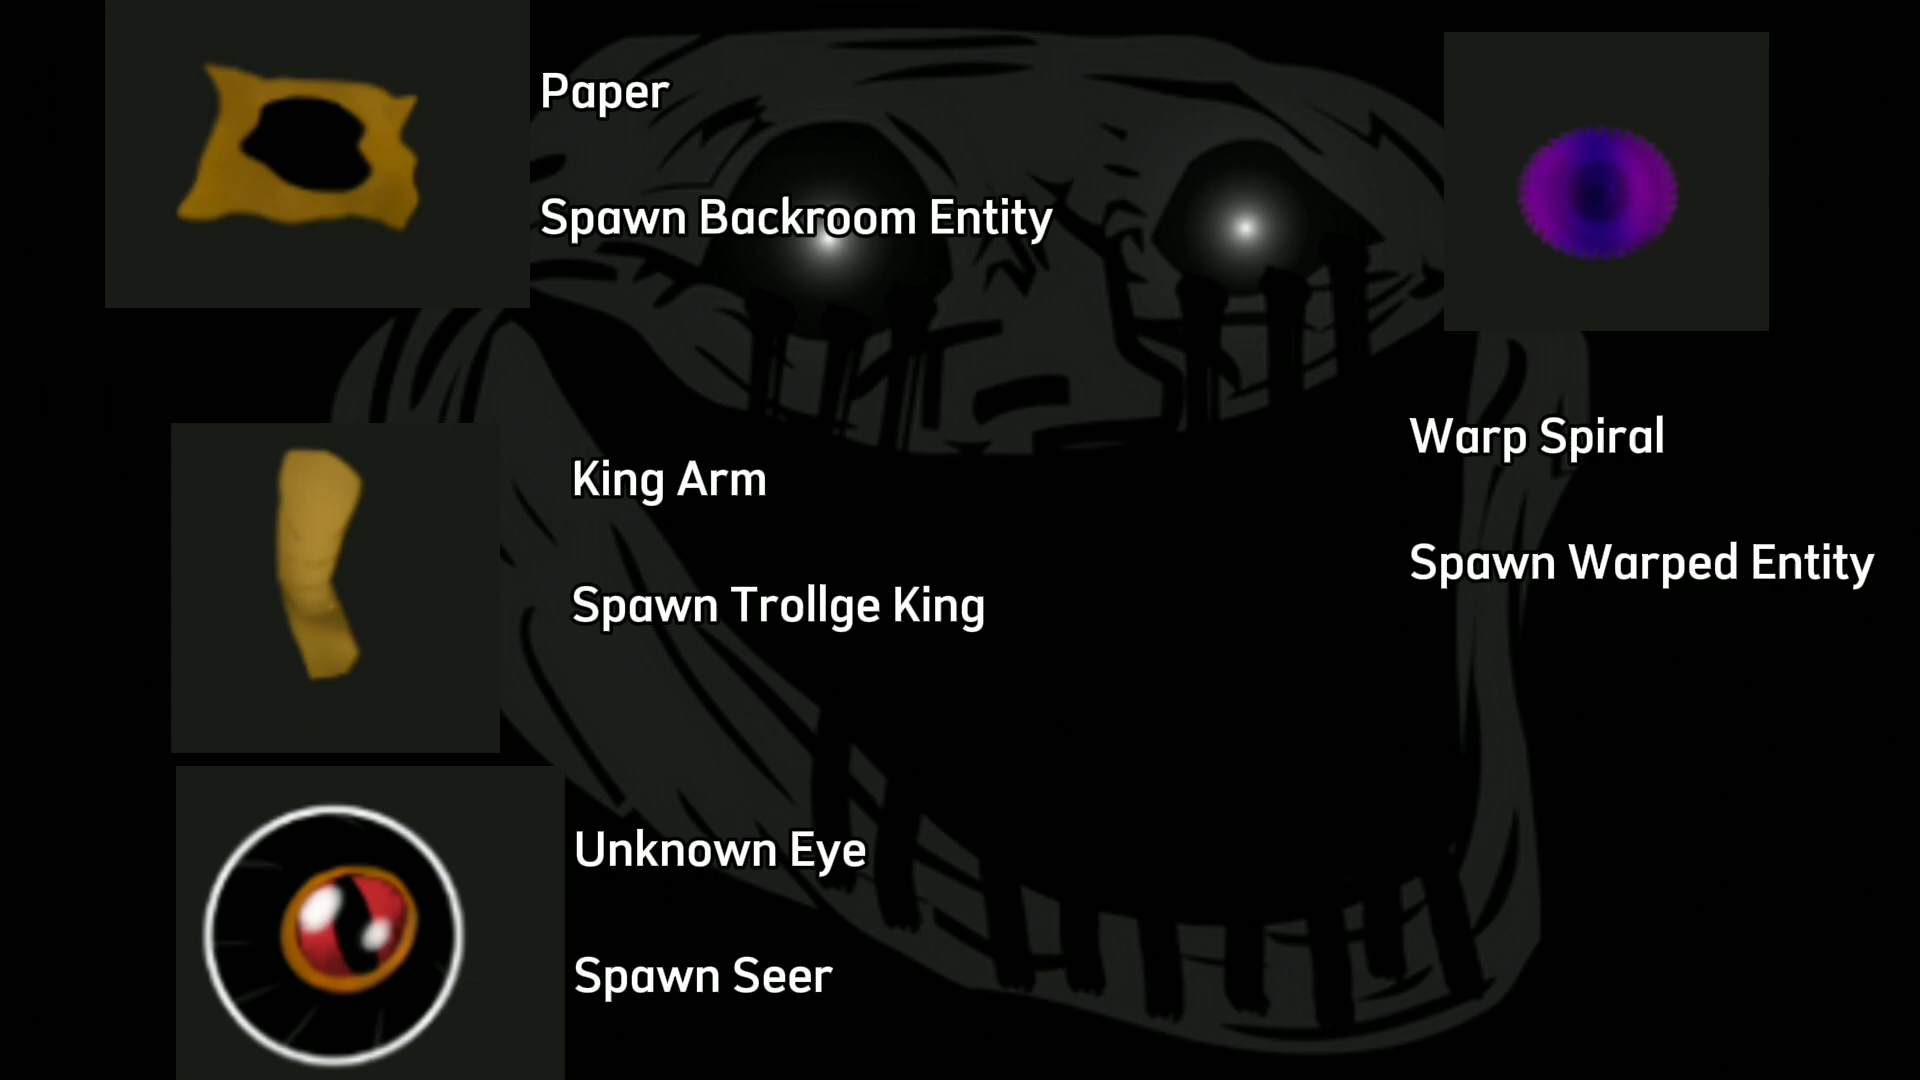 Paper
Spawn Backroom Entity
King Arm
Spawn Trollge King
Unknown Eye
Spawn Seer
Warp Spiral
Spawn Warped Entity